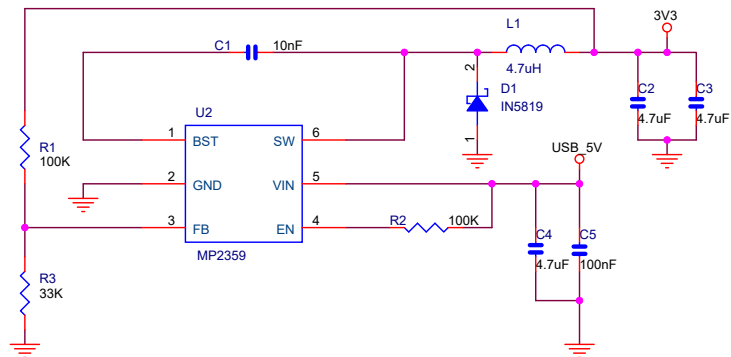 3V3
L1
C1
10nF
4.7uH
2
D1
IN5819
1
C2
4.7uF
C3
4.7uF
U2
1
BST
SW
6
2
GND
VIN
5
3
FB
EN
4
MP2359
R1
100K
R2
100K
USB_5V
C4
4.7uF
C5
100nF
R3
33K